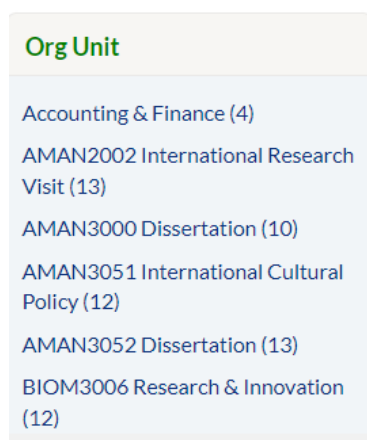 Org Unit
Accounting & Finance (4)
AMAN2002 International Research
Visit (13)
AMAN3000 Dissertation (10)
AMAN3051 International Cultural
Policy (12)
AMAN3052 Dissertation (13)
BIOM3006 Research & Innovation
(12)